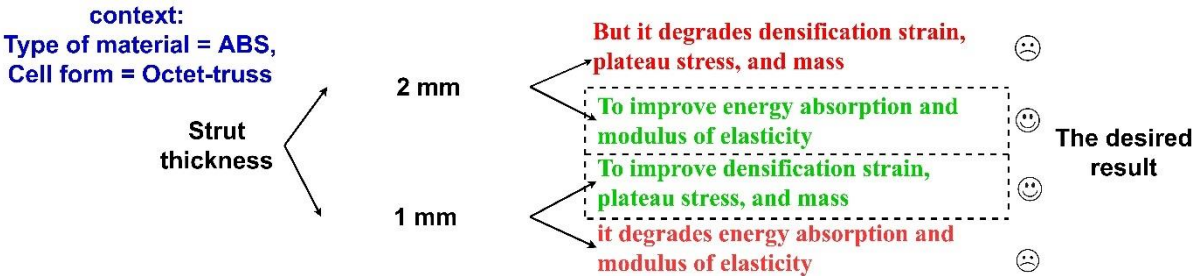 context:
Type of material = ABS,
Cell form = Octet-truss
Strut
thickness
2 mm
But it degrades densification strain,
plateau stress, and mass
To improve energy absorption and
modulus of elasticity
1 mm
To improve densification strain,
plateau stress, and mass
it degrades energy absorption and
modulus of elasticity
The desired
result